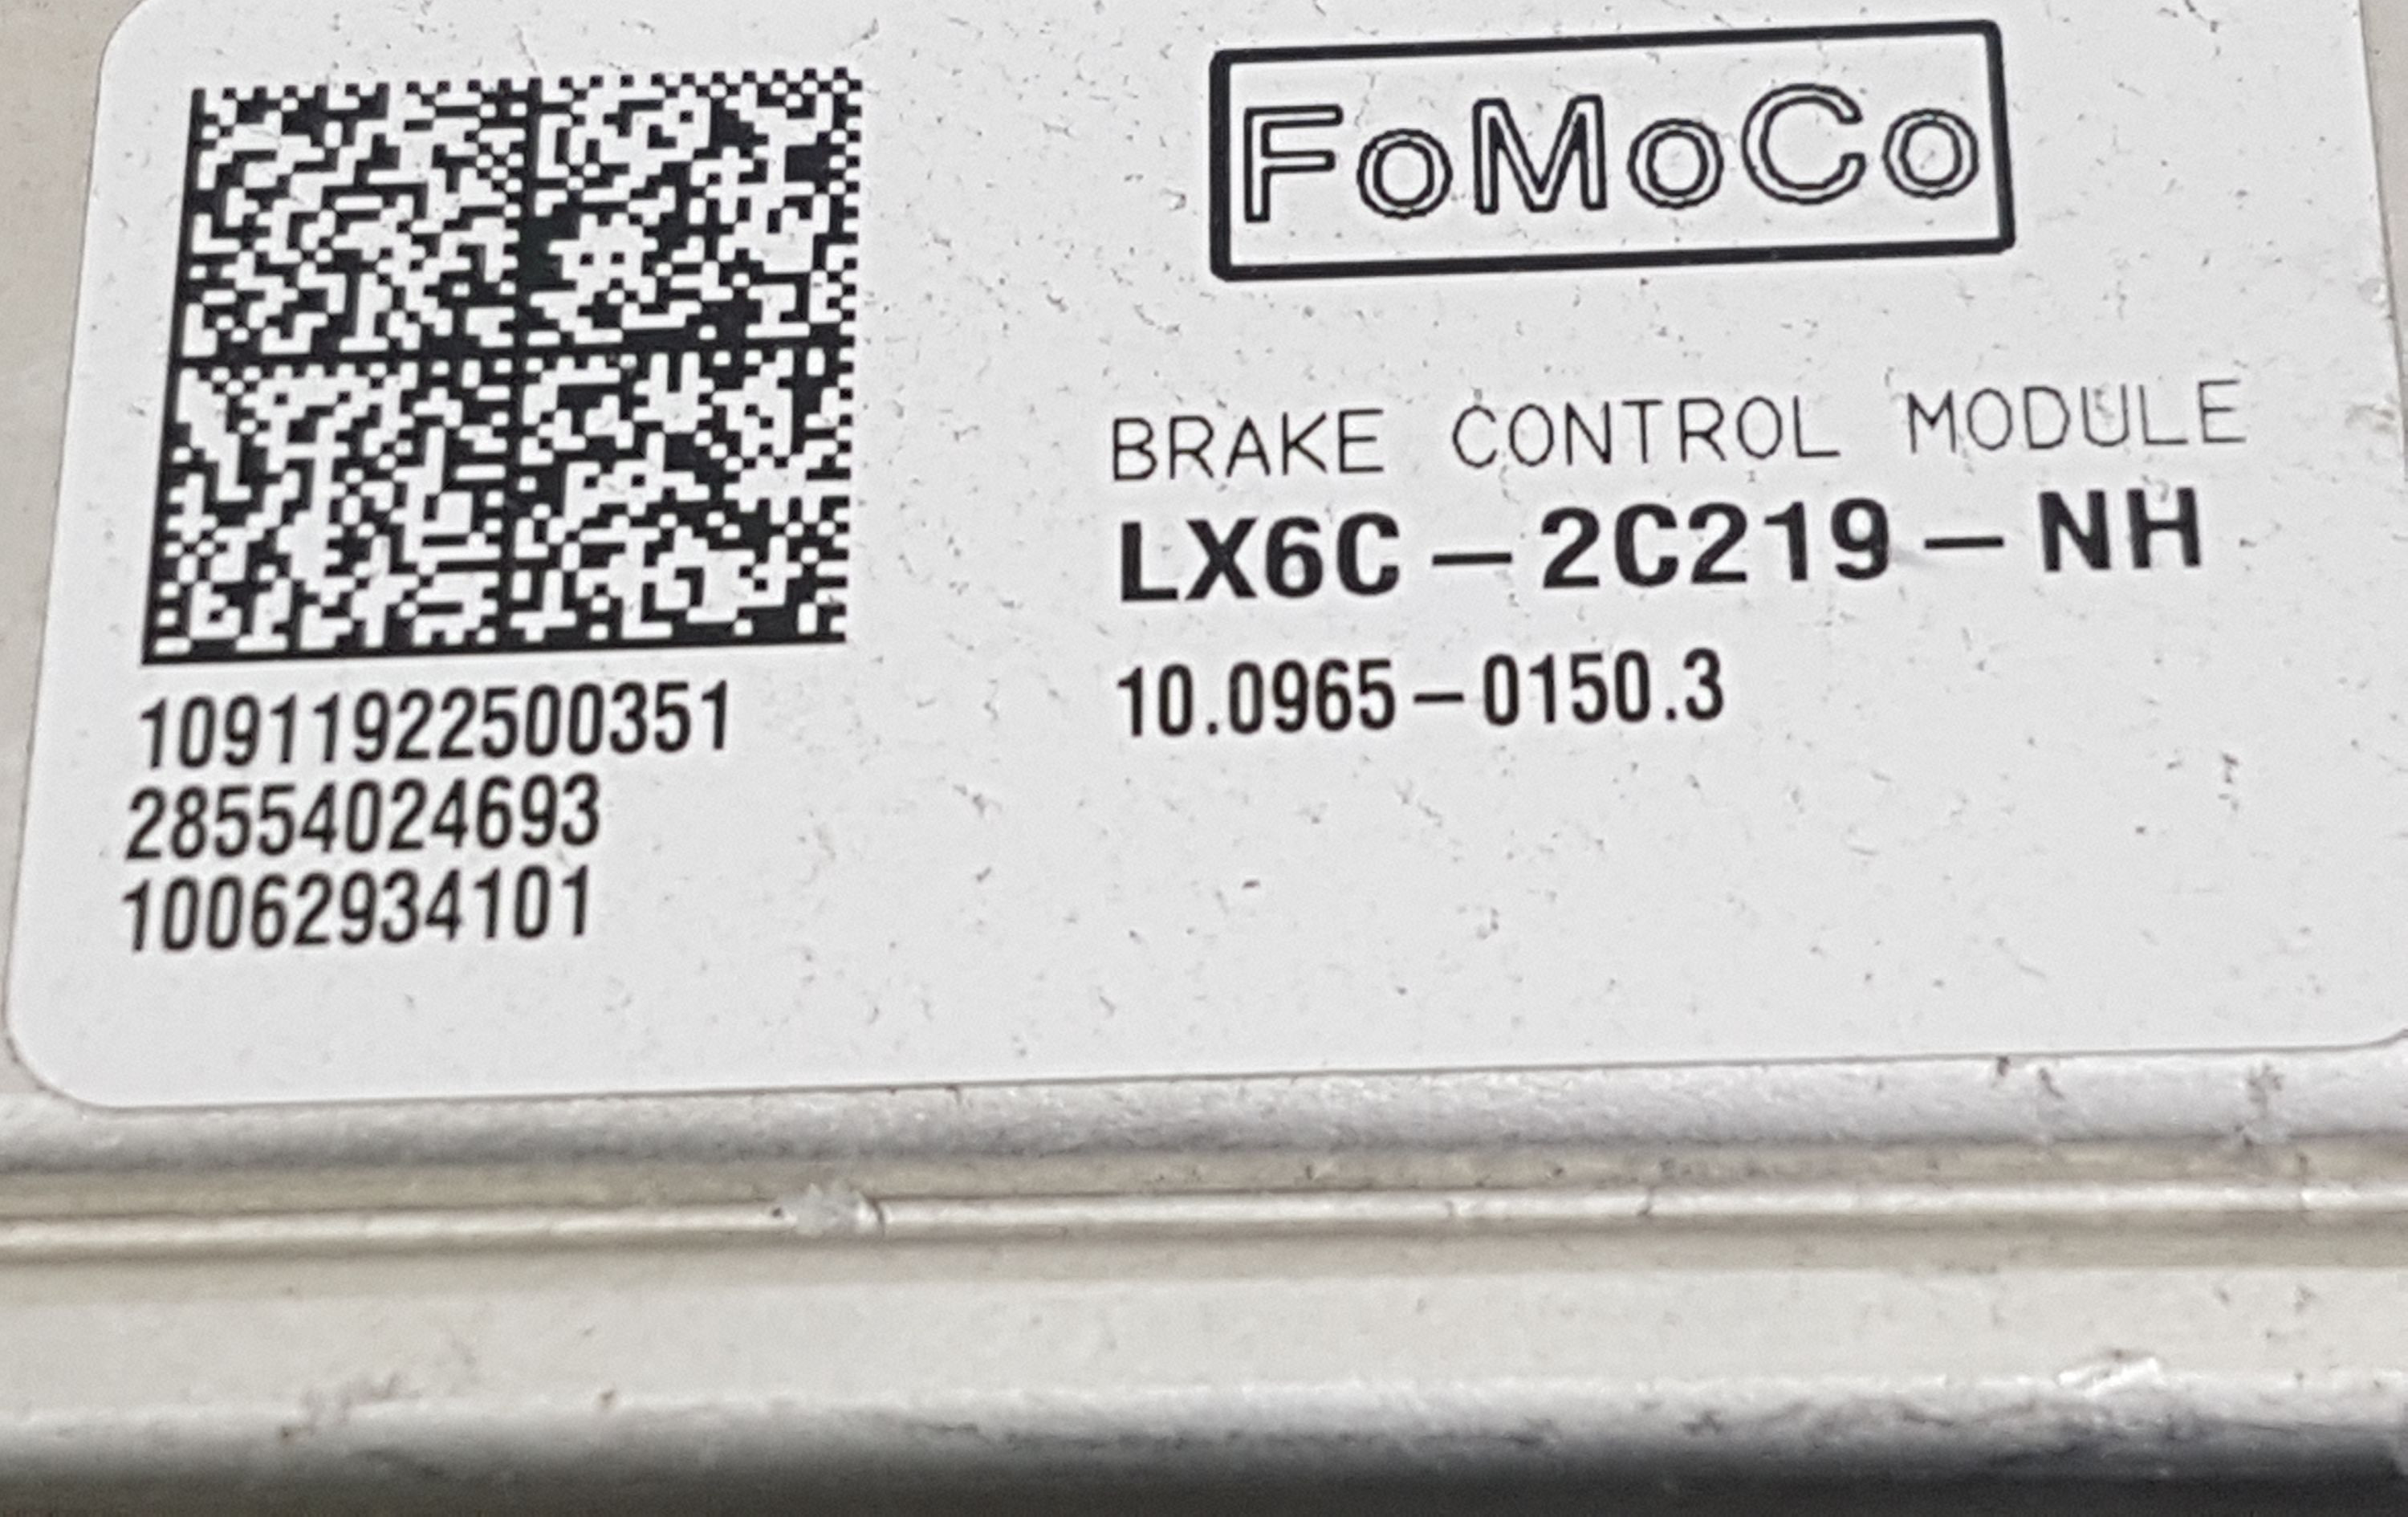 FoMoCo
BRAKE CONTROL MODULE
LX6C-2C219-NH
10.0965-0150.3
10911922500351
28554024693
10062934101